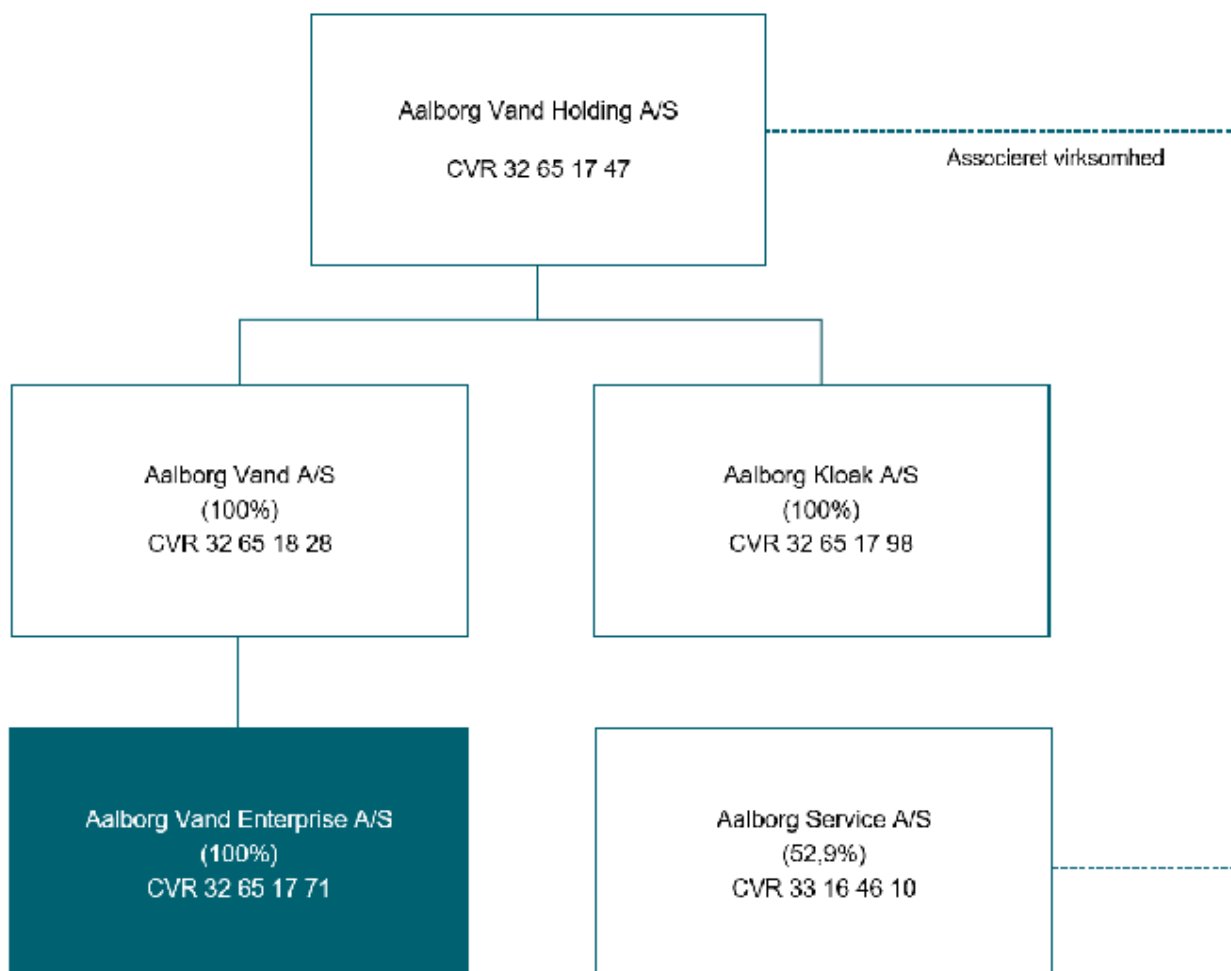 Aalborg Vand Holding A/S
CVR 32 65 17 47
Associeret virksomhed
Aalborg Vand A/S
(100%)
CVR 32 65 18 28
Aalborg Kloak A/S
(100%)
CVR 32 65 17 98
Aalborg Vand Enterprise A/S
(100%)
CVR 32 65 17 71
Aalborg Service A/S
(52,9%)
CVR 33 16 46 10